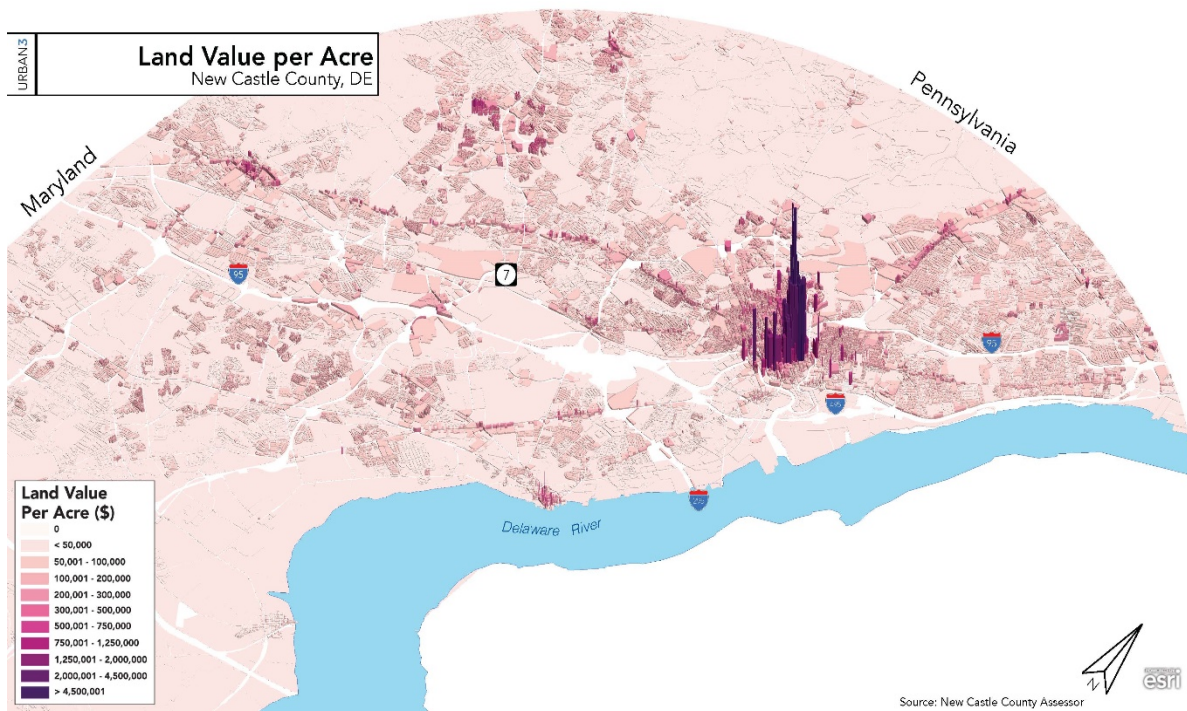 URBAN3
Land Value per Acre
New Castle County, DE
Maryland
Pennsylvania
95
7
95
495
Delaware River
Land Value
Per Acre ($)
0
< 50,000
50,001 - 100,000
100,001 - 200,000
200,001 - 300,000
300,001 - 500,000
500,001 - 750,000
750,001 - 1,250,000
1,250,001 - 2,000,000
2,000,001 - 4,500,000
> 4,500,001
N
esri
Source: New Castle County Assessor